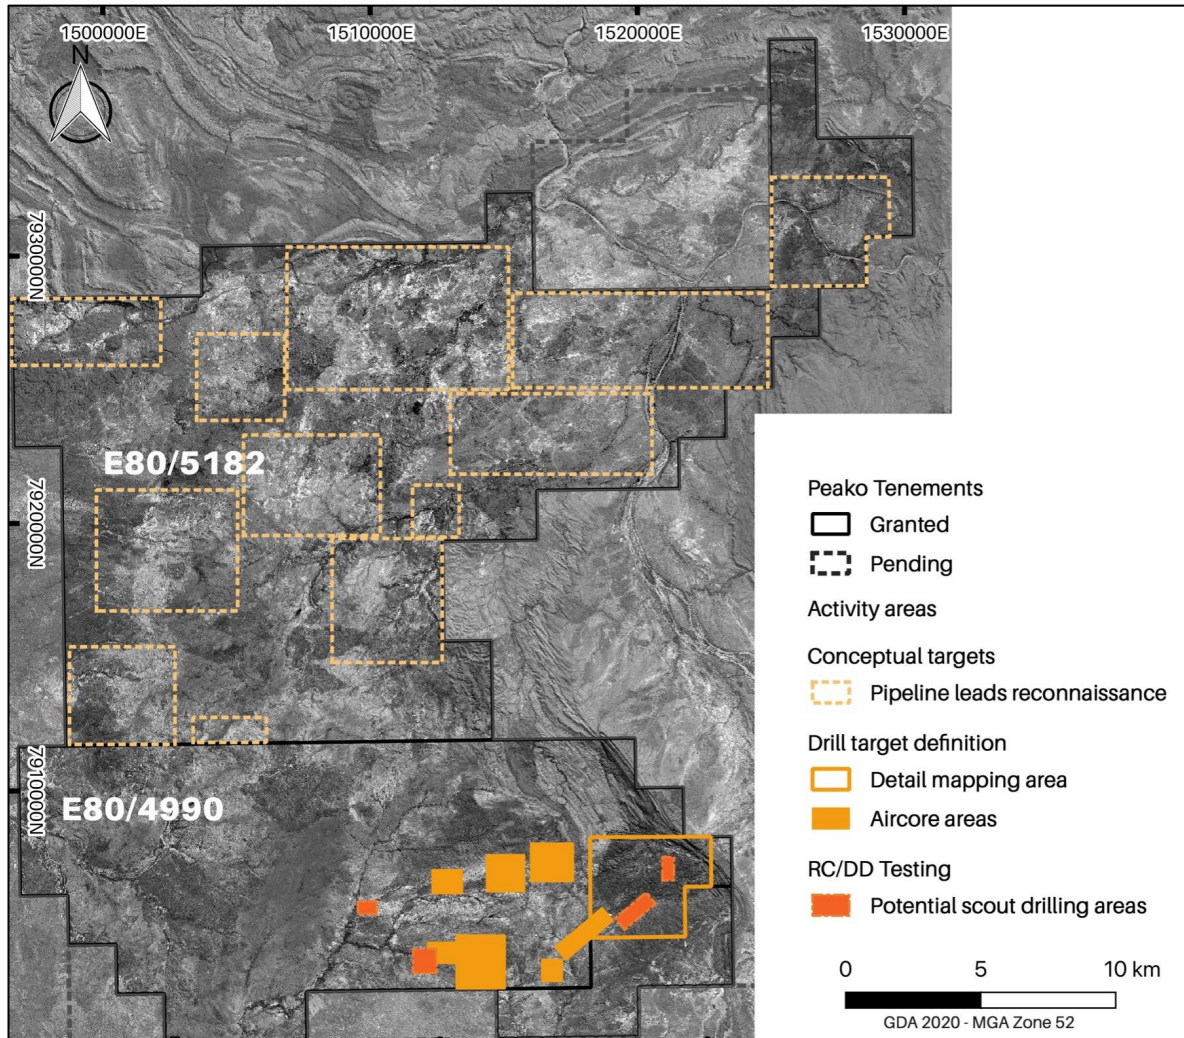 1500000E
1510000E
1520000E
1530000E
N
7930000N
E80/5182
7920000N
7910000N
E80/4990
Peako Tenements
Granted
Pending
Activity areas
Conceptual targets
Pipeline leads reconnaissance
Drill target definition
Detail mapping area
Aircore areas
RC/DD Testing
Potential scout drilling areas
0 5 10 km
GDA 2020 - MGA Zone 52